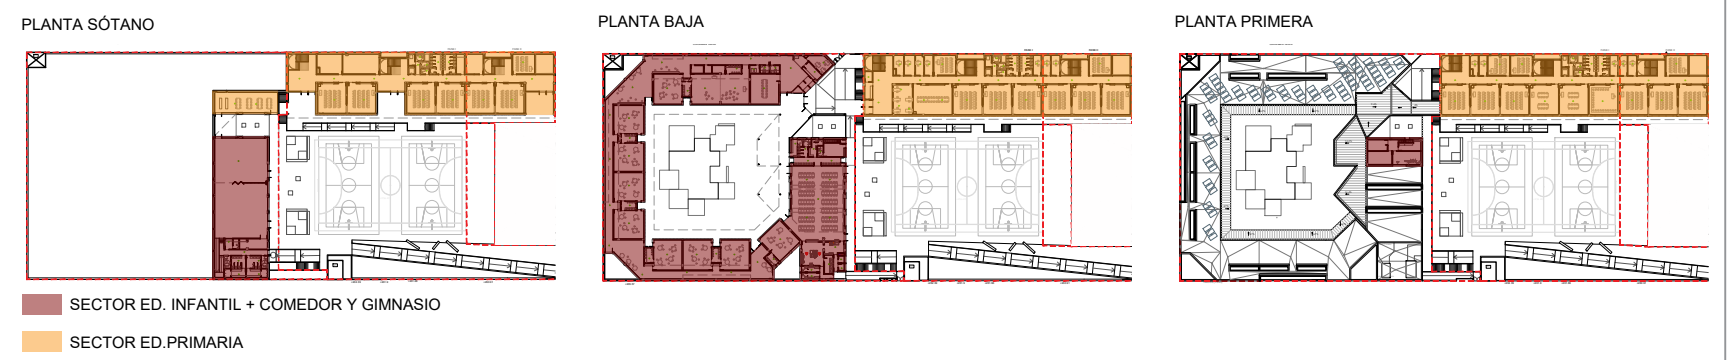 PLANTA SÓTANO
PLANTA BAJA
PLANTA PRIMERA
SECTOR ED. INFANTIL + COMEDOR Y GIMNASIO
SECTOR ED.PRIMARIA